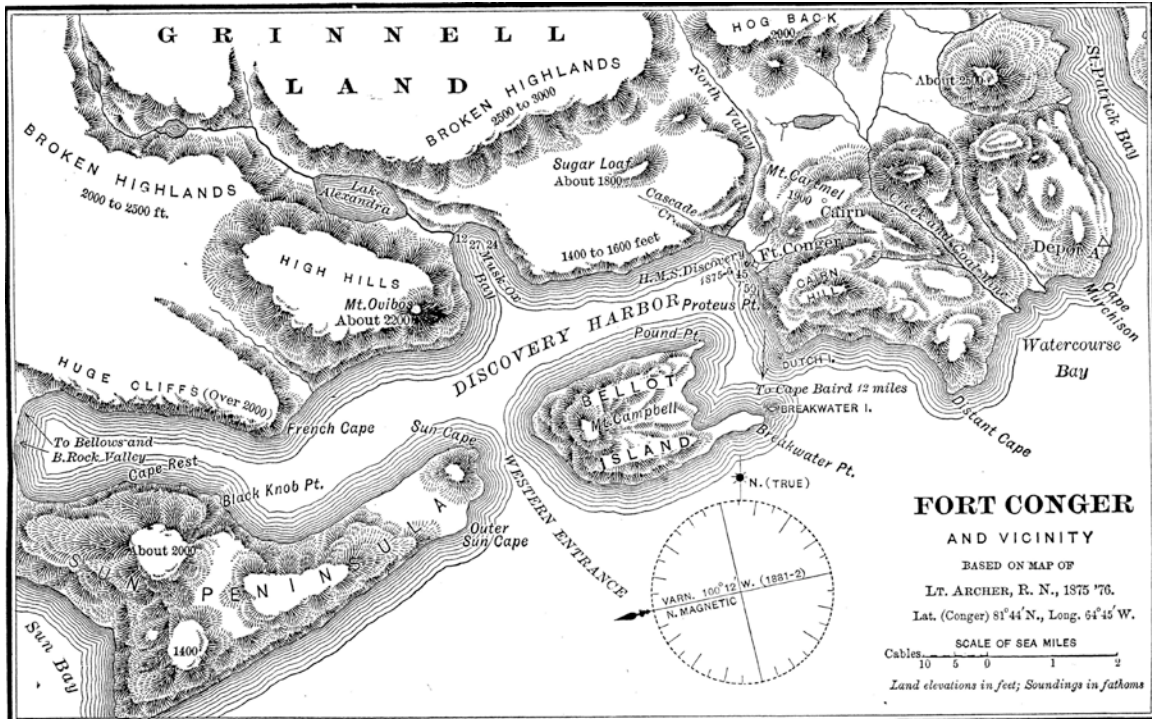 GRINNELL
LAND
HOG BACK
2000
BROKEN HIGHLANDS
2500 to 3000
BROKEN HIGHLANDS
2000 to 2500 ft.
North Valley
About 2500
St. Patrick Bay
Sugar Loaf
About 1800
Lake
Alexandra
Cascade
Cr.
Mt. Carmel
1900
Cairn
Ft. Conger
Depot
A.
Cape
Murchison
12 27 24
Musk-ox
Bay
1400 to 1600 feet
HIGH HILLS
Mt. Ovibos
About 2200
H.M.S. Discovery
1875-6
45
Proteus Pt.
CAIRN
HILL
DISCOVERY HARBOR
Pound Pt.
DUTCH I.
Watercourse
Bay
HUGE CLIFFS (Over 2000)
French Cape
BELLOT
Mt. Campbell
ISLAND
To Cape Baird 12 miles
BREAKWATER I.
Breakwater Pt.
Distant Cape
To Bellows and
B. Rock Valley
Cape Rest
Black Knob Pt.
Sun Cape
Outer
Sun Cape
WESTERN ENTRANCE
About 2000
SUN PENINSULA
1400
Sun Bay
N. (TRUE)
VARN. 100°12' W. (1881-2)
N. MAGNETIC
FORT CONGER
AND VICINITY
BASED ON MAP OF
LT. ARCHER, R. N., 1875 '76.
Lat. (Conger) 81°44'N., Long. 64°45'W.
SCALE OF SEA MILES
Cables
10 5 0 1 2
Land elevations in feet; Soundings in fathoms